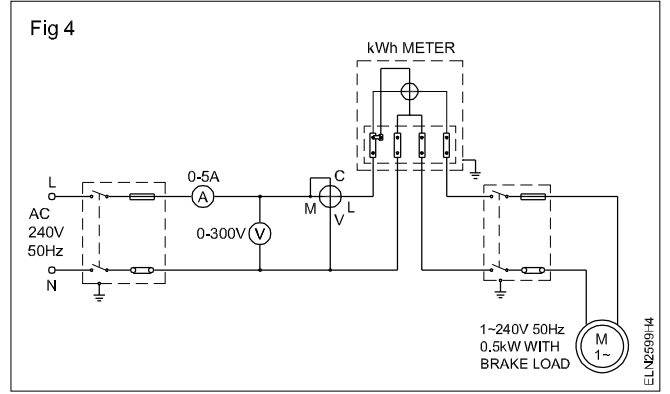 Fig 4
kWh METER
L
AC
240V
50Hz
N
0-5A
A
0-300V
V
C
M
L
V
1~240V 50Hz
0.5kW WITH
BRAKE LOAD
M
1~
ELN2599H4